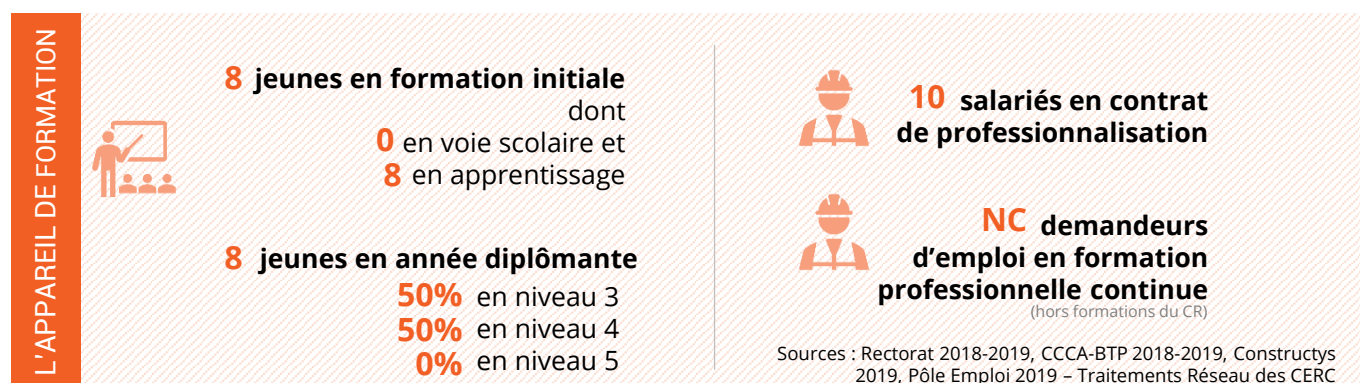 L'APPAREIL DE FORMATION
8 jeunes en formation initiale
dont
0 en voie scolaire et
8 en apprentissage
8 jeunes en année diplômante
50% en niveau 3
50% en niveau 4
0% en niveau 5
10 salariés en contrat
de professionnalisation
NC demandeurs
d’emploi en formation
professionnelle continue
(hors formations du CR)
Sources : Rectorat 2018-2019, CCCA-BTP 2018-2019, Constructys
2019, Pôle Emploi 2019 – Traitements Réseau des CERC